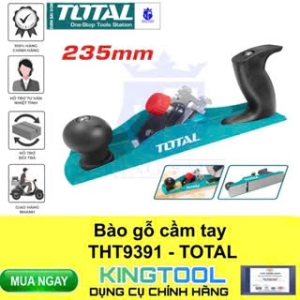 TOTAL
One-Stop Tools Station
235mm
100% HÀNG
CHÍNH HÃNG
HỖ TRỢ TƯ VẤN
NHIỆT TÌNH
HỖ TRỢ
ĐỔI TRẢ
GIAO HÀNG
NHANH
TOTAL
Bào gỗ cầm tay
THT9391 - TOTAL
MUA NGAY
KINGTOOL
DỤNG CỤ CHÍNH HÃNG